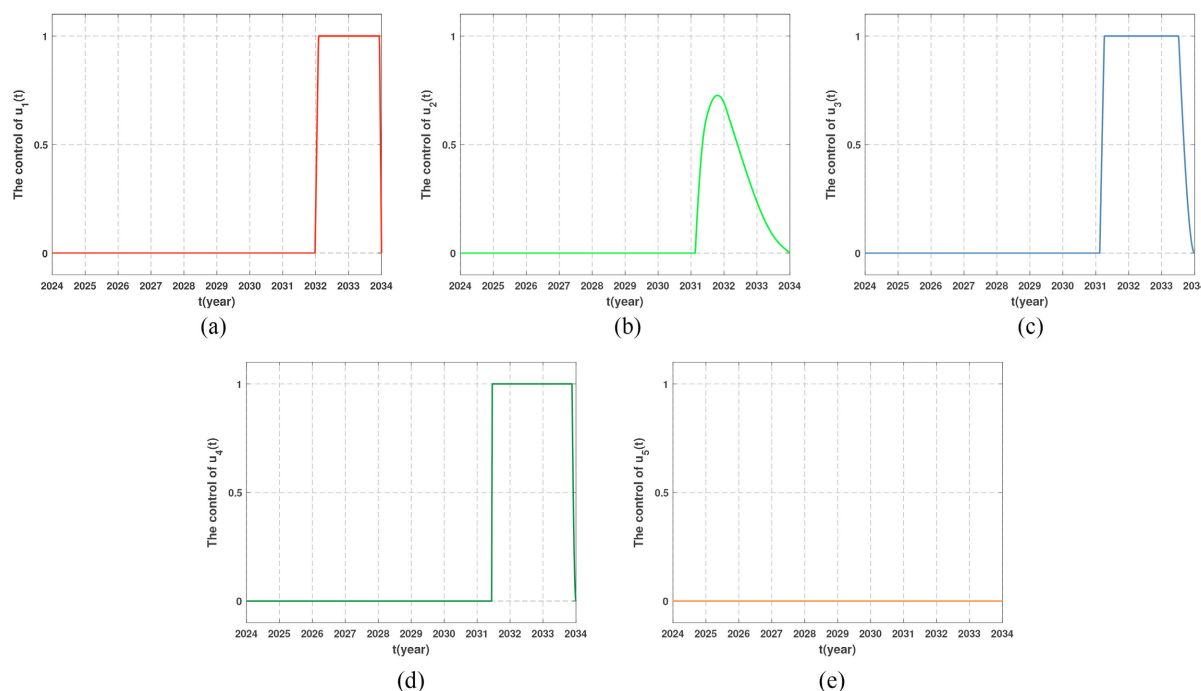 The control of u1(t)
1
0.5
0
2024 2025 2026 2027 2028 2029 2030 2031 2032 2033 2034
t(year)
(a)
The control of u2(t)
1
0.5
0
2024 2025 2026 2027 2028 2029 2030 2031 2032 2033 2034
t(year)
(b)
The control of u3(t)
1
0.5
0
2024 2025 2026 2027 2028 2029 2030 2031 2032 2033 203
t(year)
(c)
The control of u4(t)
1
0.5
0
2024 2025 2026 2027 2028 2029 2030 2031 2032 2033 2034
t(year)
(d)
The control of u5(t)
1
0.5
0
2024 2025 2026 2027 2028 2029 2030 2031 2032 2033 2034
t(year)
(e)